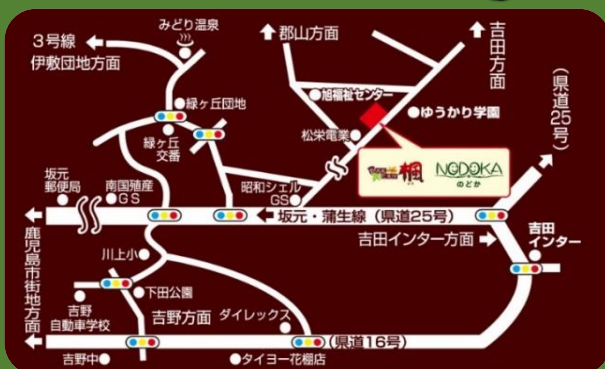 みどり温泉
3号線
伊敷団地方面
郡山方面
吉田方面
(県道25号)
旭福祉センター
ゆうかり学園
緑ヶ丘団地
松栄電業
緑ヶ丘
交番
楓
NODOKA
のどか
坂元
郵便局
南国殖産
GS
昭和シェル
GS
坂元・蒲生線(県道25号)
鹿児島市街地方面
吉田インター方面
吉田
インター
川上小
下田公園
吉野
自動車学校
吉野方面
ダイレックス
(県道16号)
吉野中
タイヨー花棚店